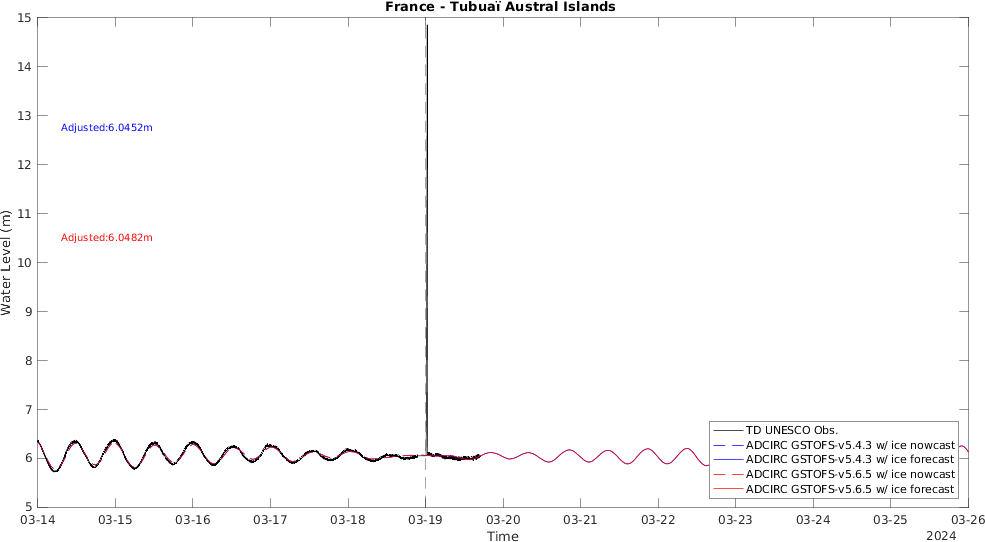 France - Tubuaï Austral Islands
15
14
13
12
11
10
9
8
7
6
5
Water Level (m)
Adjusted:6.0452m
Adjusted:6.0482m
TD UNESCO Obs.
ADCIRC GSTOFS-v5.4.3 w/ ice nowcast
ADCIRC GSTOFS-v5.4.3 w/ ice forecast
ADCIRC GSTOFS-v5.6.5 w/ ice nowcast
ADCIRC GSTOFS-v5.6.5 w/ ice forecast
03-14 03-15 03-16 03-17 03-18 03-19 03-20 03-21 03-22 03-23 03-24 03-25 03-26
Time
2024